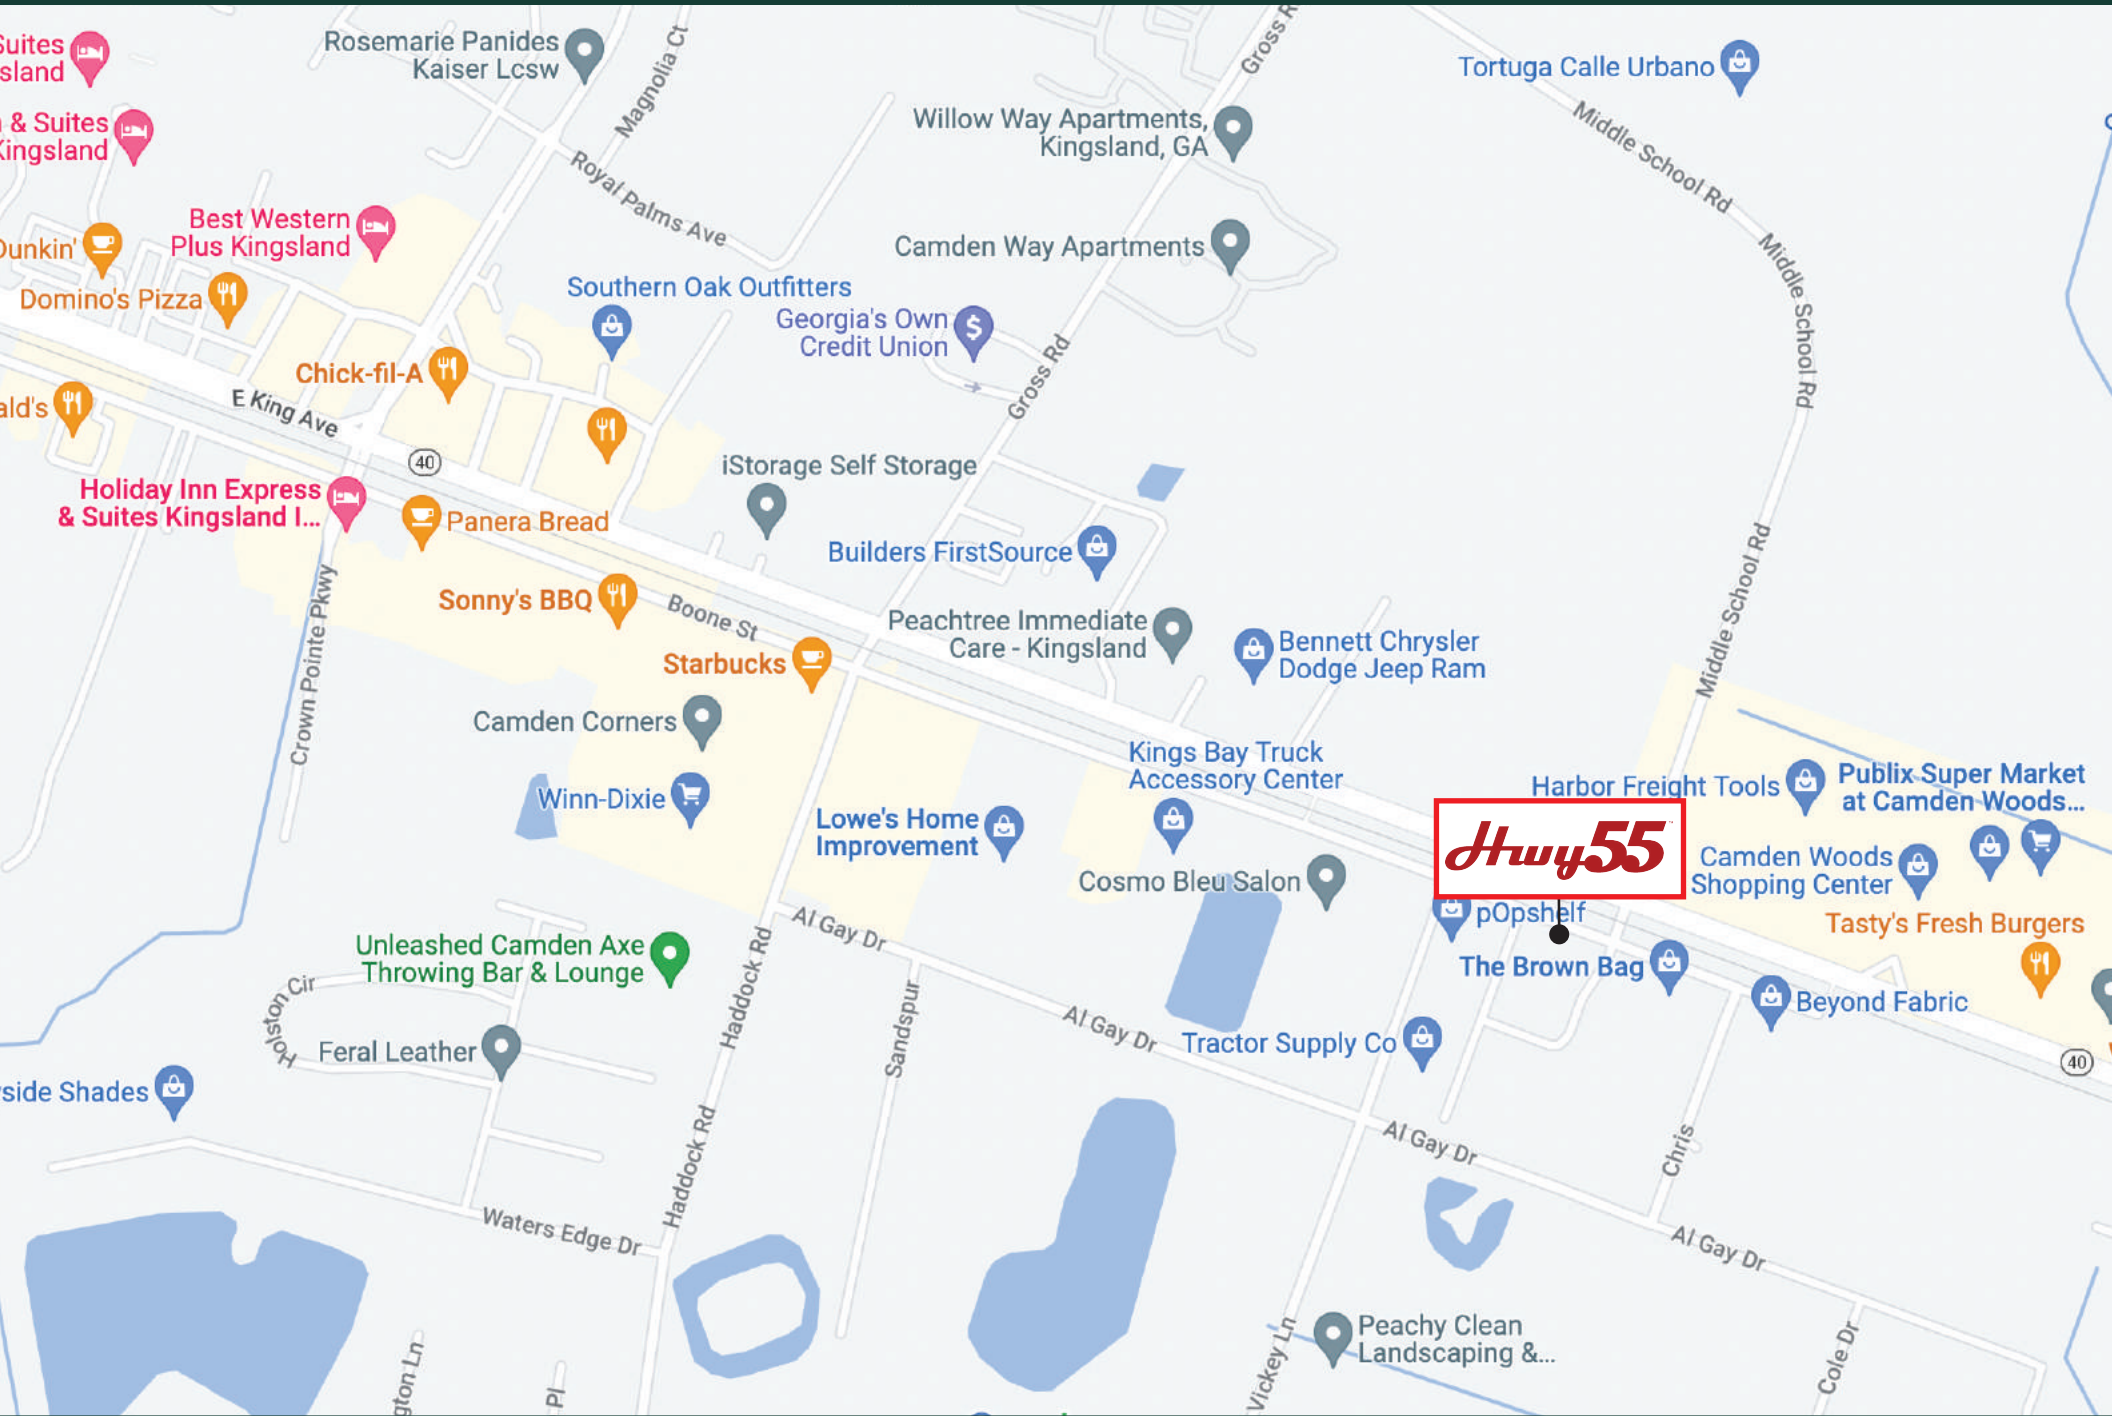 Suites
sland
Rosemarie Panides
Kaiser Lcsw
Magnolia Ct
Gross R
Tortuga Calle Urbano
& Suites
Kingsland
Willow Way Apartments,
Kingsland, GA
Middle School Rd
Royal Palms Ave
Best Western
Plus Kingsland
Dunkin'
Domino's Pizza
Camden Way Apartments
Middle School Rd
Southern Oak Outfitters
Georgia's Own
Credit Union
Gross Rd
Chick-fil-A
ald's
E King Ave
40
iStorage Self Storage
Holiday Inn Express
& Suites Kingsland I...
Panera Bread
Builders FirstSource
Middle School Rd
Sonny's BBQ
Boone St
Crown Pointe Pkwy
Peachtree Immediate
Care - Kingsland
Bennett Chrysler
Dodge Jeep Ram
Starbucks
Camden Corners
Kings Bay Truck
Accessory Center
Harbor Freight Tools
Publix Super Market
at Camden Woods...
Winn-Dixie
Lowe's Home
Improvement
Hwy55
Camden Woods
Shopping Center
Cosmo Bleu Salon
pOpshelf
Tasty's Fresh Burgers
Al Gay Dr
Unleashed Camden Axe
Throwing Bar & Lounge
Haddock Rd
The Brown Bag
Beyond Fabric
Holston Cir
Feral Leather
Sandspur
Al Gay Dr
Tractor Supply Co
40
rside Shades
Haddock Rd
Al Gay Dr
Chris
Waters Edge Dr
Al Gay Dr
Peachy Clean
Landscaping &...
Vickey Ln
Cole Dr
gton Ln
Pl